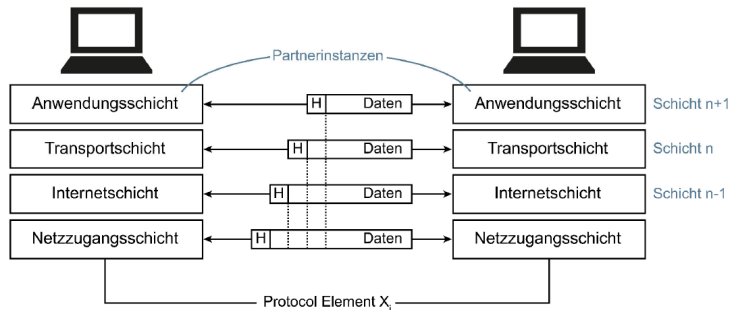 Partnerinstanzen
Anwendungsschicht H Daten Anwendungsschicht Schicht n+1
Transportschicht H Daten Transportschicht Schicht n
Internetschicht H Daten Internetschicht Schicht n-1
Netzzugangsschicht H Daten Netzzugangsschicht
Protocol Element Xi